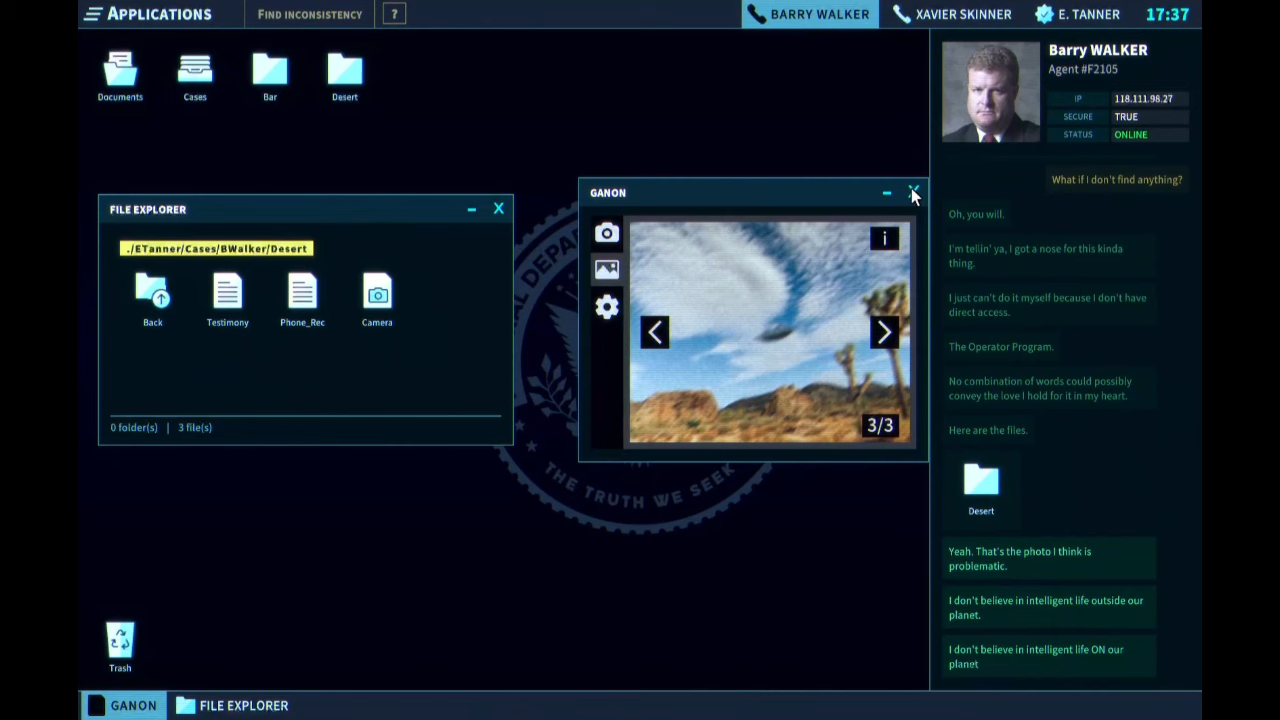 APPLICATIONS
FIND INCONSISTENCY
?
BARRY WALKER
XAVIER SKINNER
E. TANNER
17:37
Documents
Cases
Bar
Desert
Barry WALKER
Agent #F2105
IP
118.111.98.27
SECURE
TRUE
STATUS
ONLINE
What if I don't find anything?
Oh, you will.
I'm tellin' ya, I got a nose for this kinda
thing.
I just can't do it myself because I don't have
direct access.
The Operator Program.
No combination of words could possibly
convey the love I hold for it in my heart.
Here are the files.
Desert
Yeah. That's the photo I think is
problematic.
I don't believe in intelligent life outside our
planet.
I don't believe in intelligent life ON our
planet
FILE EXPLORER
./ETanner/Cases/BWalker/Desert
Back
Testimony
Phone_Rec
Camera
0 folder(s) | 3 file(s)
GANON
i
3/3
THE TRUTH WE SEEK
Trash
GANON
FILE EXPLORER